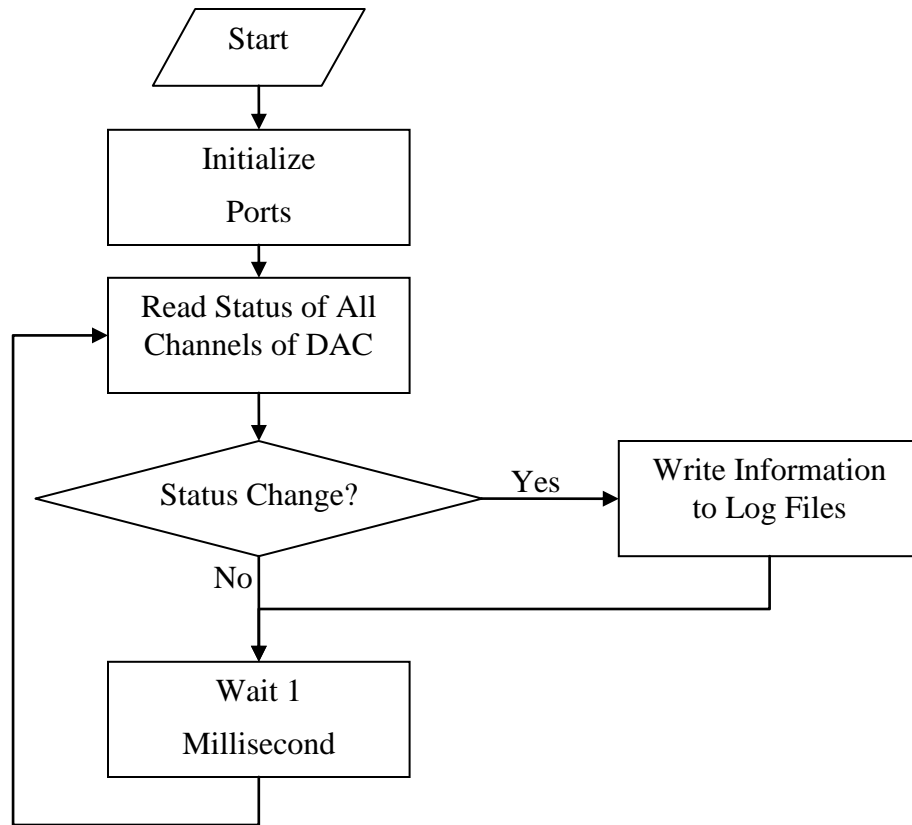 Start
Initialize
Ports
Read Status of All
Channels of DAC
Status Change?
Yes
Write Information
to Log Files
No
Wait 1
Millisecond